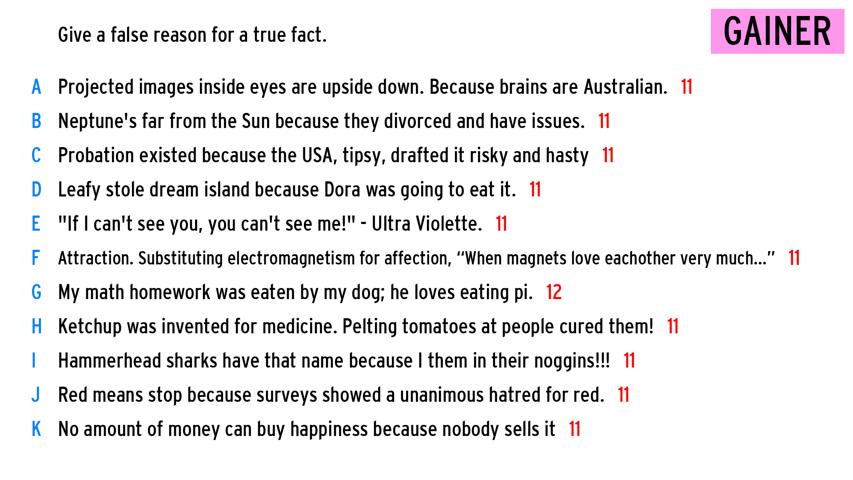 Give a false reason for a true fact.
GAINER
A Projected images inside eyes are upside down. Because brains are Australian. 11
B Neptune's far from the Sun because they divorced and have issues. 11
C Probation existed because the USA, tipsy, drafted it risky and hasty 11
D Leafy stole dream island because Dora was going to eat it. 11
E "If I can't see you, you can't see me!" - Ultra Violette. 11
F Attraction. Substituting electromagnetism for affection, “When magnets love eachother very much...” 11
G My math homework was eaten by my dog; he loves eating pi. 12
H Ketchup was invented for medicine. Pelting tomatoes at people cured them! 11
I Hammerhead sharks have that name because I them in their noggins!!! 11
J Red means stop because surveys showed a unanimous hatred for red. 11
K No amount of money can buy happiness because nobody sells it 11